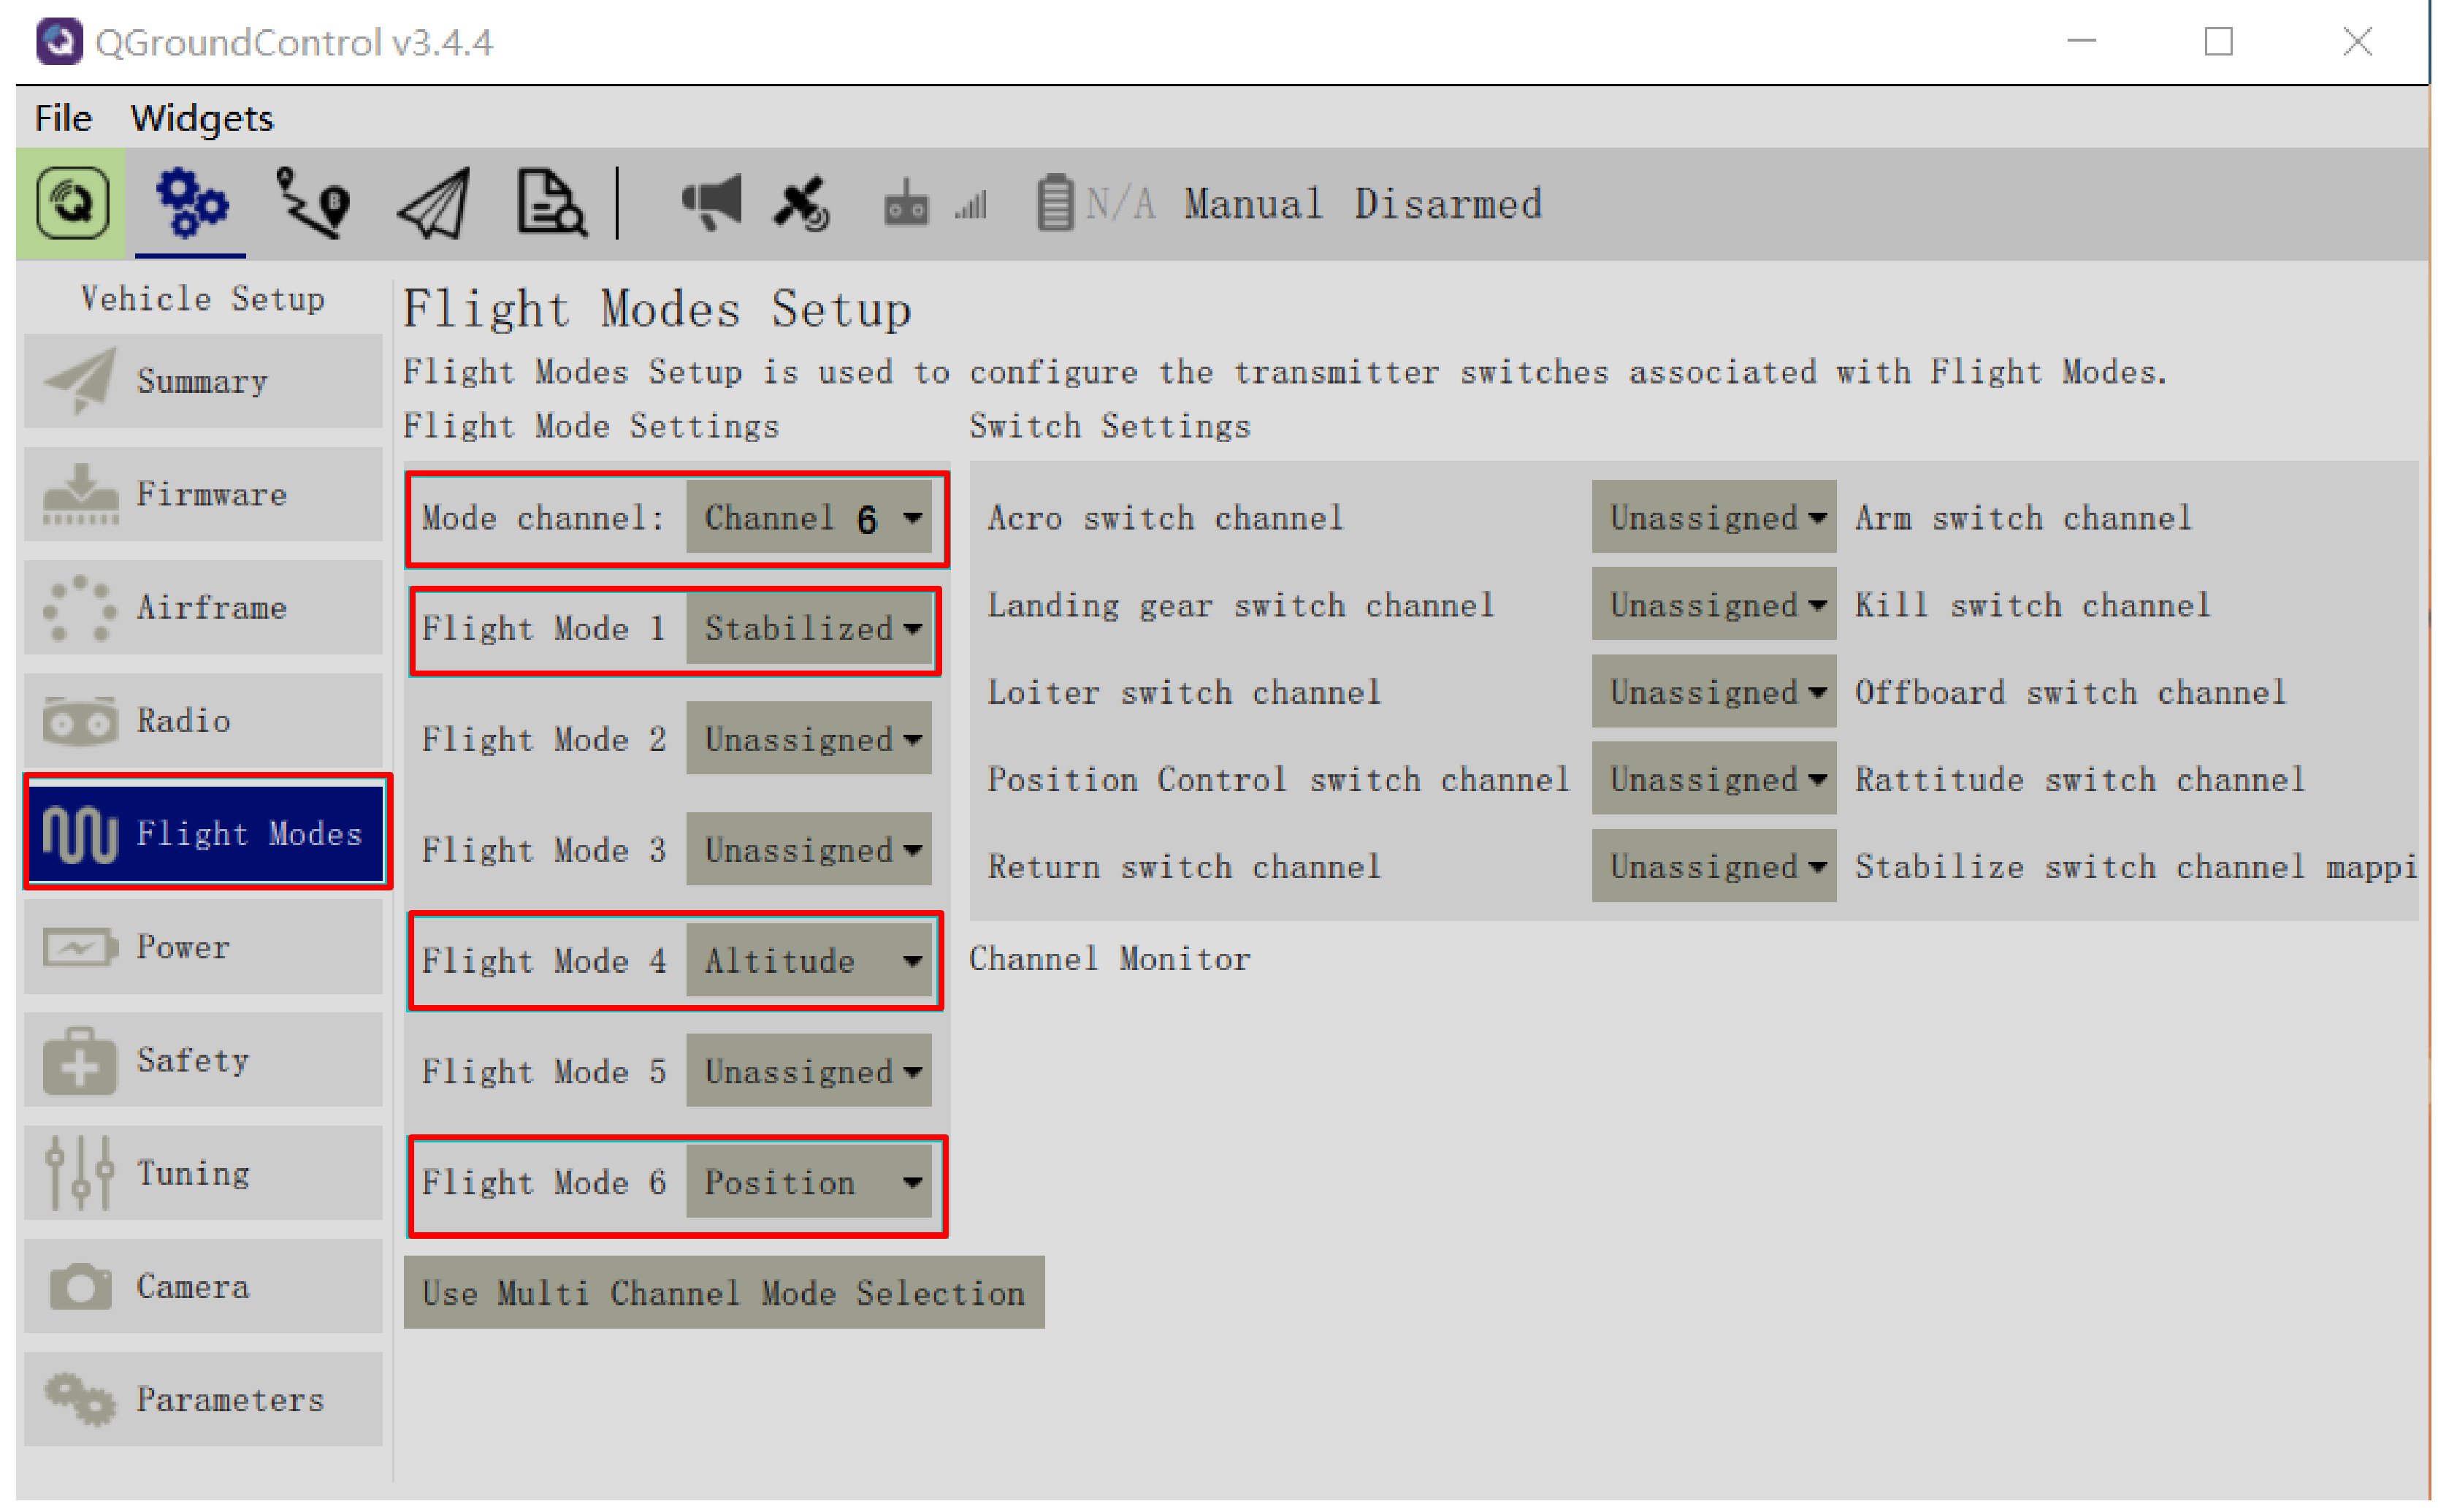 QGroundControl v3.4.4
File Widgets
N/A Manual Disarmed
Vehicle Setup
Summary
Firmware
Airframe
Radio
Flight Modes
Power
Safety
Tuning
Camera
Parameters
Flight Modes Setup
Flight Modes Setup is used to configure the transmitter switches associated with Flight Modes.
Flight Mode Settings
Mode channel: Channel 6
Flight Mode 1 Stabilized
Flight Mode 2 Unassigned
Flight Mode 3 Unassigned
Flight Mode 4 Altitude
Flight Mode 5 Unassigned
Flight Mode 6 Position
Use Multi Channel Mode Selection
Switch Settings
Acro switch channel Unassigned Arm switch channel
Landing gear switch channel Unassigned Kill switch channel
Loiter switch channel Unassigned Offboard switch channel
Position Control switch channel Unassigned Rattitude switch channel
Return switch channel Unassigned Stabilize switch channel mappi
Channel Monitor